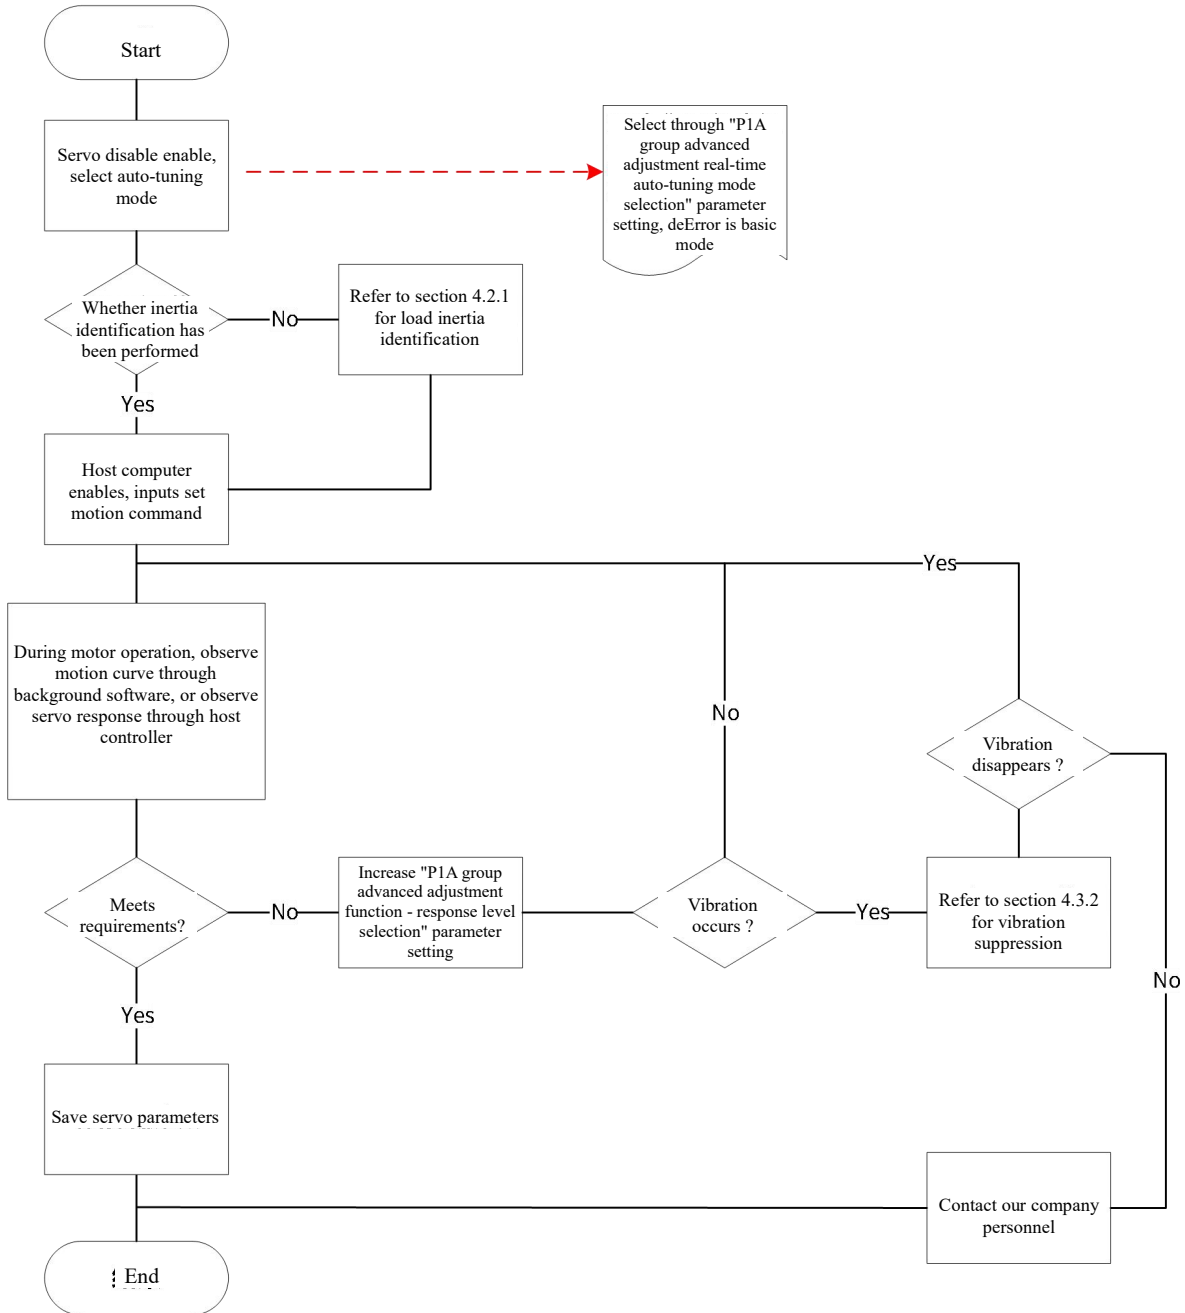 Start
Servo disable enable,
select auto-tuning
mode
Select through "P1A
group advanced
adjustment real-time
auto-tuning mode
selection" parameter
setting, deError is basic
mode
Whether inertia
identification has
been performed
No
Refer to section 4.2.1
for load inertia
identification
Yes
Host computer
enables, inputs set
motion command
Yes
During motor operation, observe
motion curve through
background software, or observe
servo response through host
controller
No
Vibration
disappears ?
Meets
requirements?
No
Increase "P1A group
advanced adjustment
function - response level
selection" parameter
setting
Vibration
occurs ?
Yes
Refer to section 4.3.2
for vibration
suppression
No
Yes
Save servo parameters
Contact our company
personnel
End